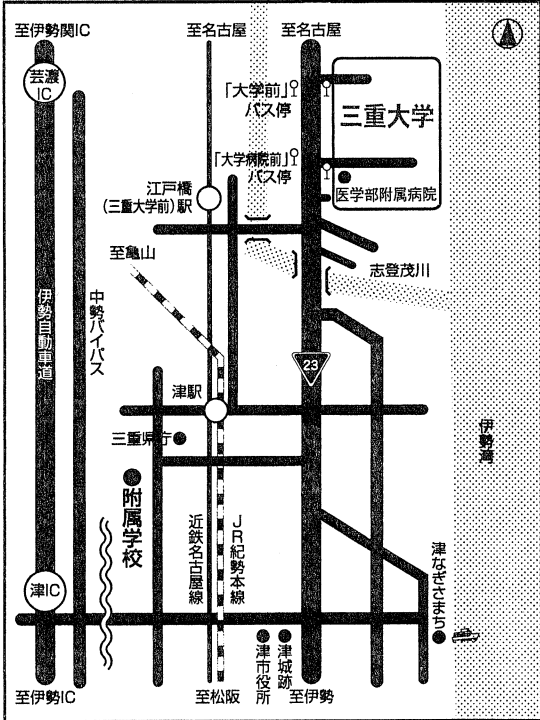 至伊勢関IC
至名古屋
至名古屋
芸濃
IC
「大学前」
バス停
三重大学
「大学病院前」
バス停
医学部附属病院
江戸橋
(三重大学前)駅
至亀山
志登茂川
伊勢自動車道
中勢バイパス
23
津駅
三重県庁
伊勢湾
附属学校
近鉄名古屋線
JR紀勢本線
津なぎさまち
津IC
津市役所
津城跡
至伊勢IC
至松阪
至伊勢